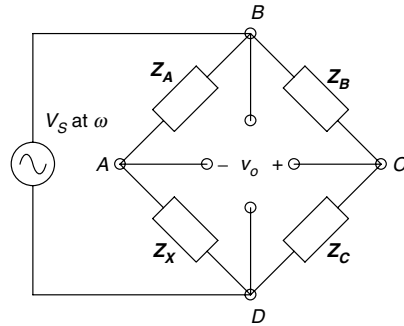 B
Z_A
Z_B
V_S at ω
A
− v_o +
C
Z_X
Z_C
D